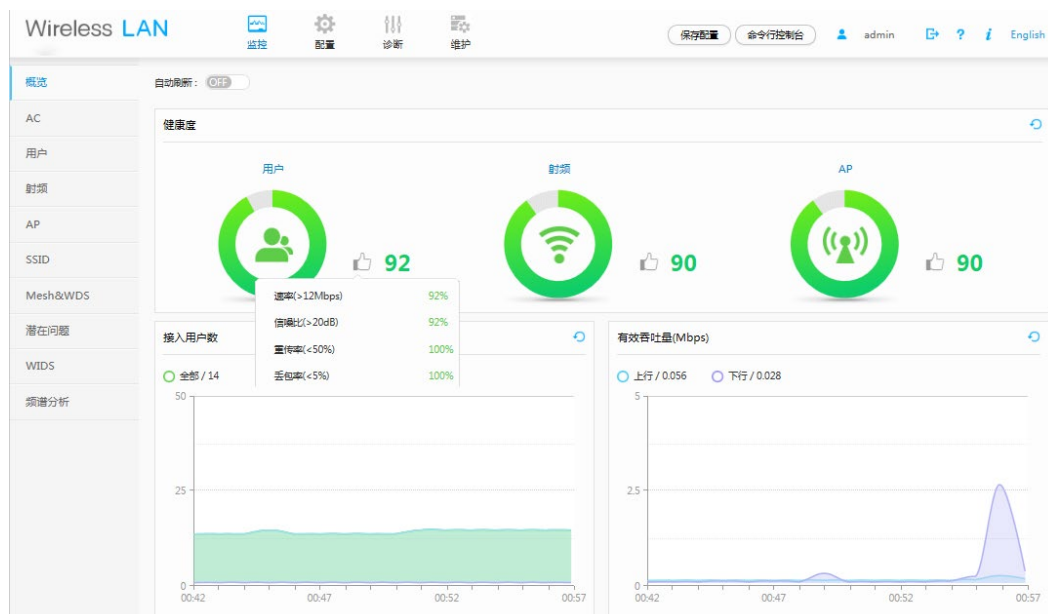 Wireless LAN
监控 配置 诊断 维护
保存配置 命令行控制台 admin ? i English
概览
AC
用户
射频
AP
SSID
Mesh&WDS
潜在问题
WIDS
频谱分析
自动刷新： OFF
健康度
用户 射频 AP
92 90 90
速率(>12Mbps) 92%
信噪比(>20dB) 92%
重传率(<50%) 100%
丢包率(<5%) 100%
接入用户数
全部 / 14
50
25
0
00:42 00:47 00:52 00:57
有效吞吐量(Mbps)
上行 / 0.056 下行 / 0.028
5
2.5
0
00:42 00:47 00:52 00:57